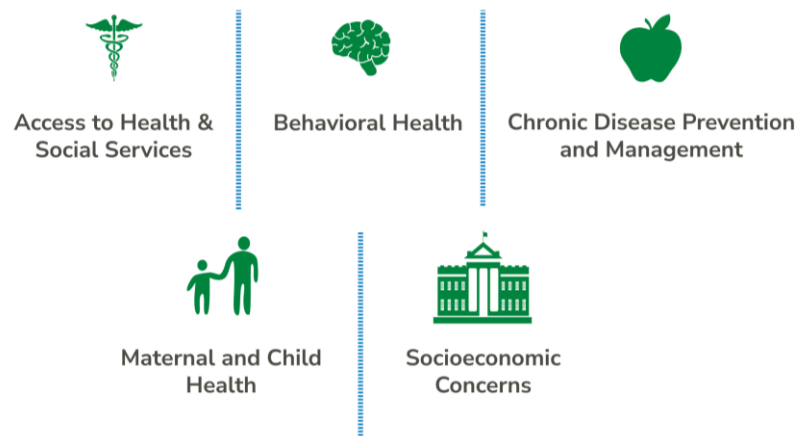 Access to Health &
Social Services
Behavioral Health
Chronic Disease Prevention
and Management
Maternal and Child
Health
Socioeconomic
Concerns